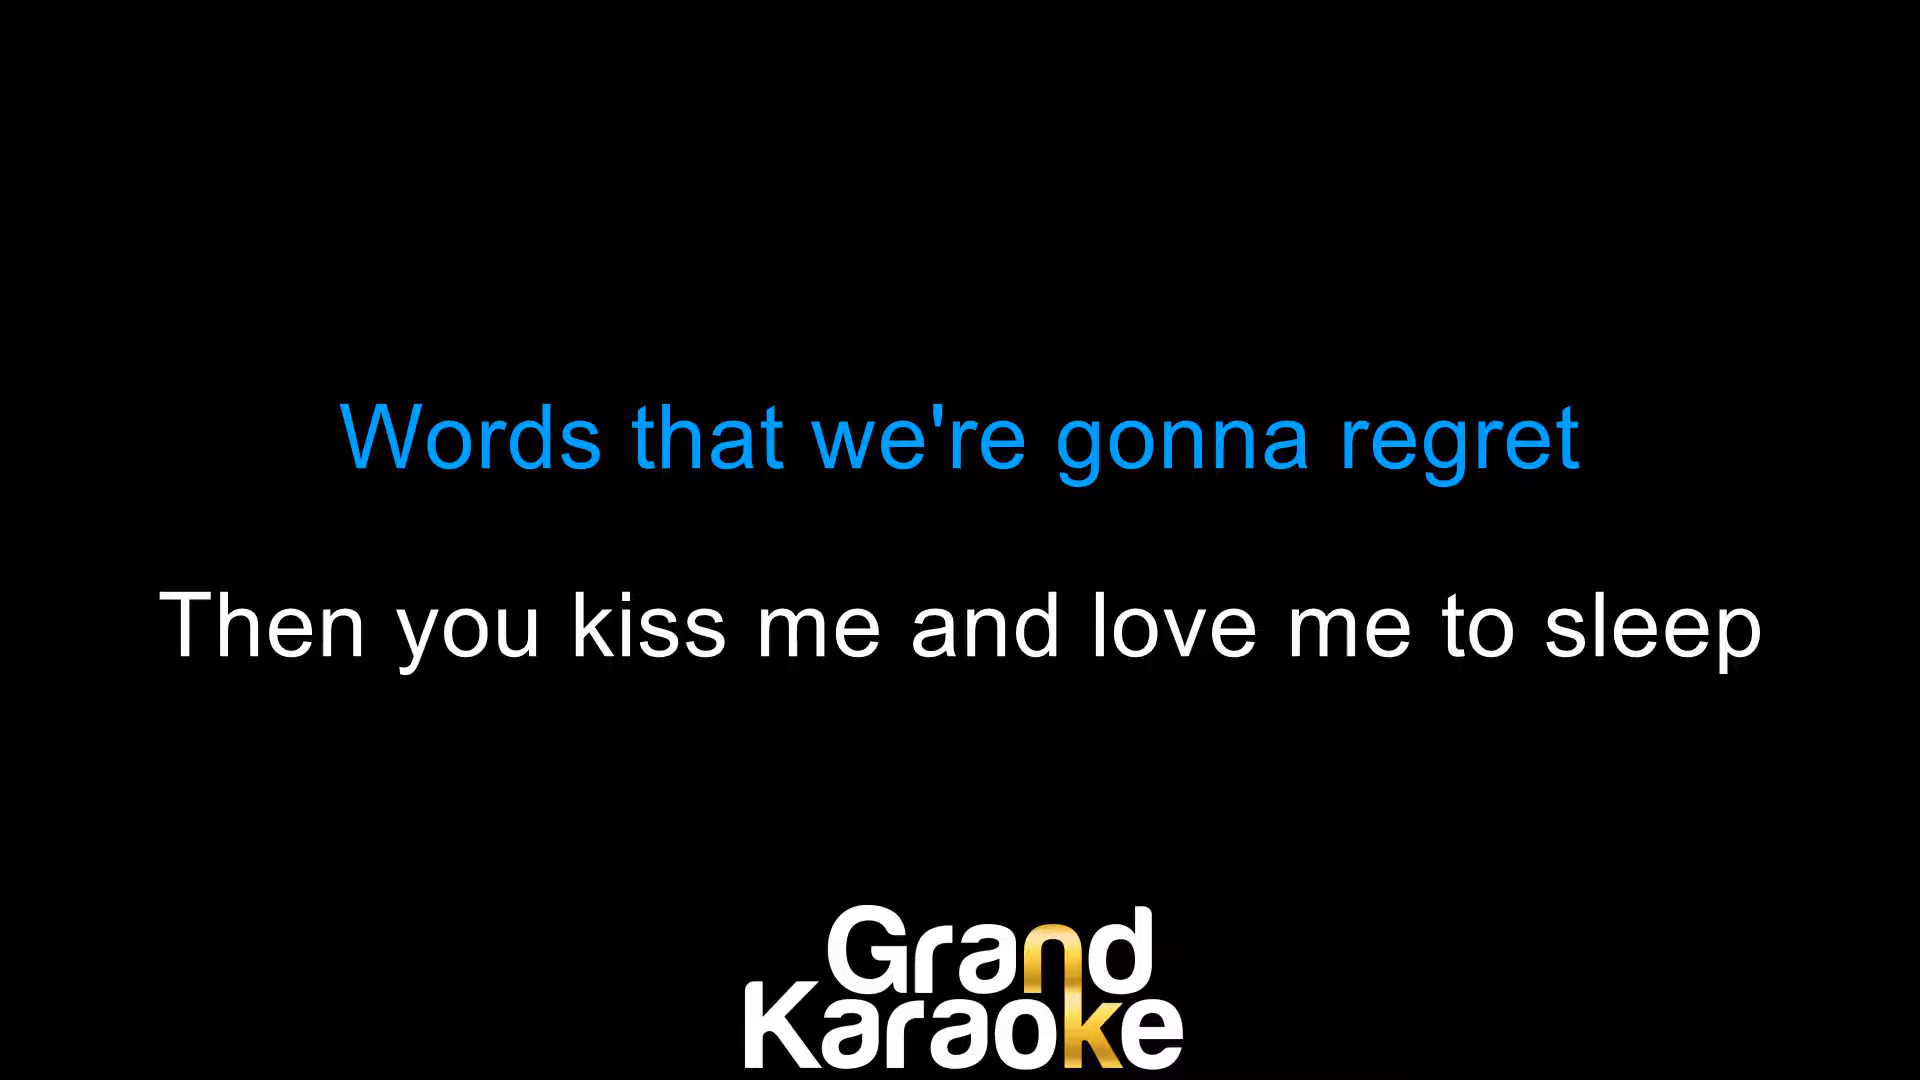 Words that we're gonna regret
Then you kiss me and love me to sleep
Grand
Karaoke